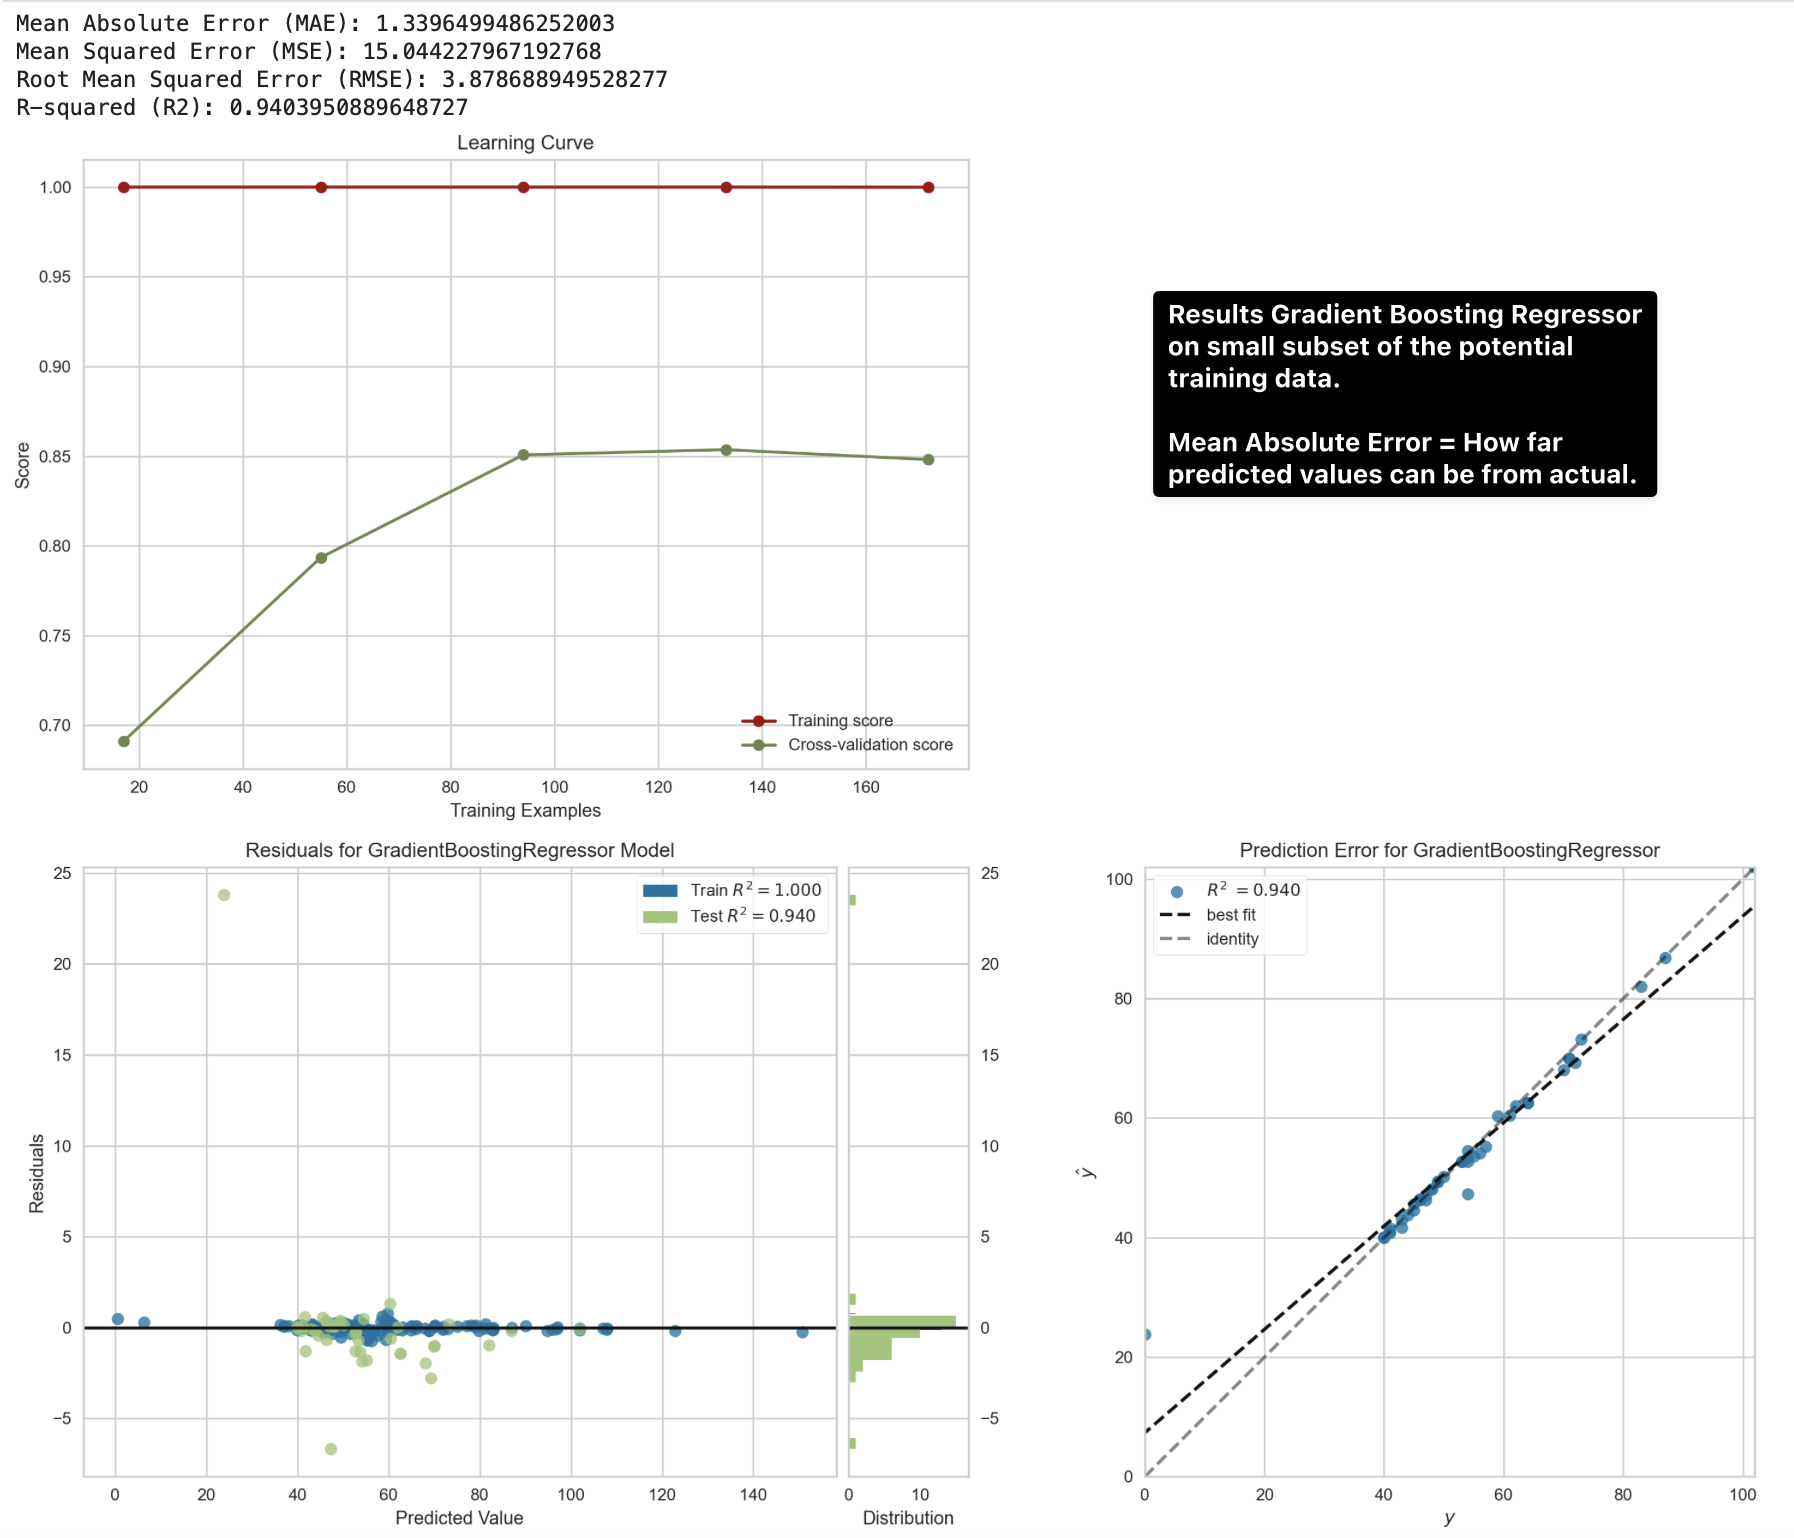 Mean Absolute Error (MAE): 1.3396499486252003
Mean Squared Error (MSE): 15.044227967192768
Root Mean Squared Error (RMSE): 3.878688949528277
R-squared (R2): 0.9403950889648727
Learning Curve
1.00
0.95
0.90
0.85
0.80
0.75
0.70
Score
Training score
Cross-validation score
20 40 60 80 100 120 140 160
Training Examples
Results Gradient Boosting Regressor
on small subset of the potential
training data.
Mean Absolute Error = How far
predicted values can be from actual.
Residuals for GradientBoostingRegressor Model
25
20
15
10
5
0
−5
Residuals
Train R² = 1.000
Test R² = 0.940
0 20 40 60 80 100 120 140
Predicted Value
25
20
15
10
5
0
−5
0 10
Distribution
Prediction Error for GradientBoostingRegressor
100
80
60
40
20
0
ŷ
R² = 0.940
best fit
identity
0 20 40 60 80 100
y